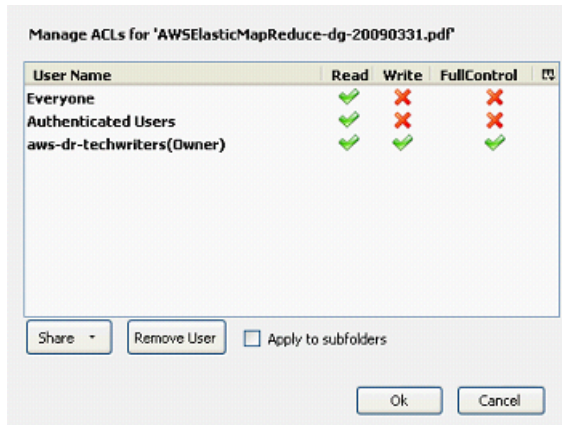 Manage ACLs for 'AWSElasticMapReduce-dg-20090331.pdf'
User Name Read Write FullControl
Everyone
Authenticated Users
aws-dr-techwriters(Owner)
Share Remove User Apply to subfolders
Ok Cancel